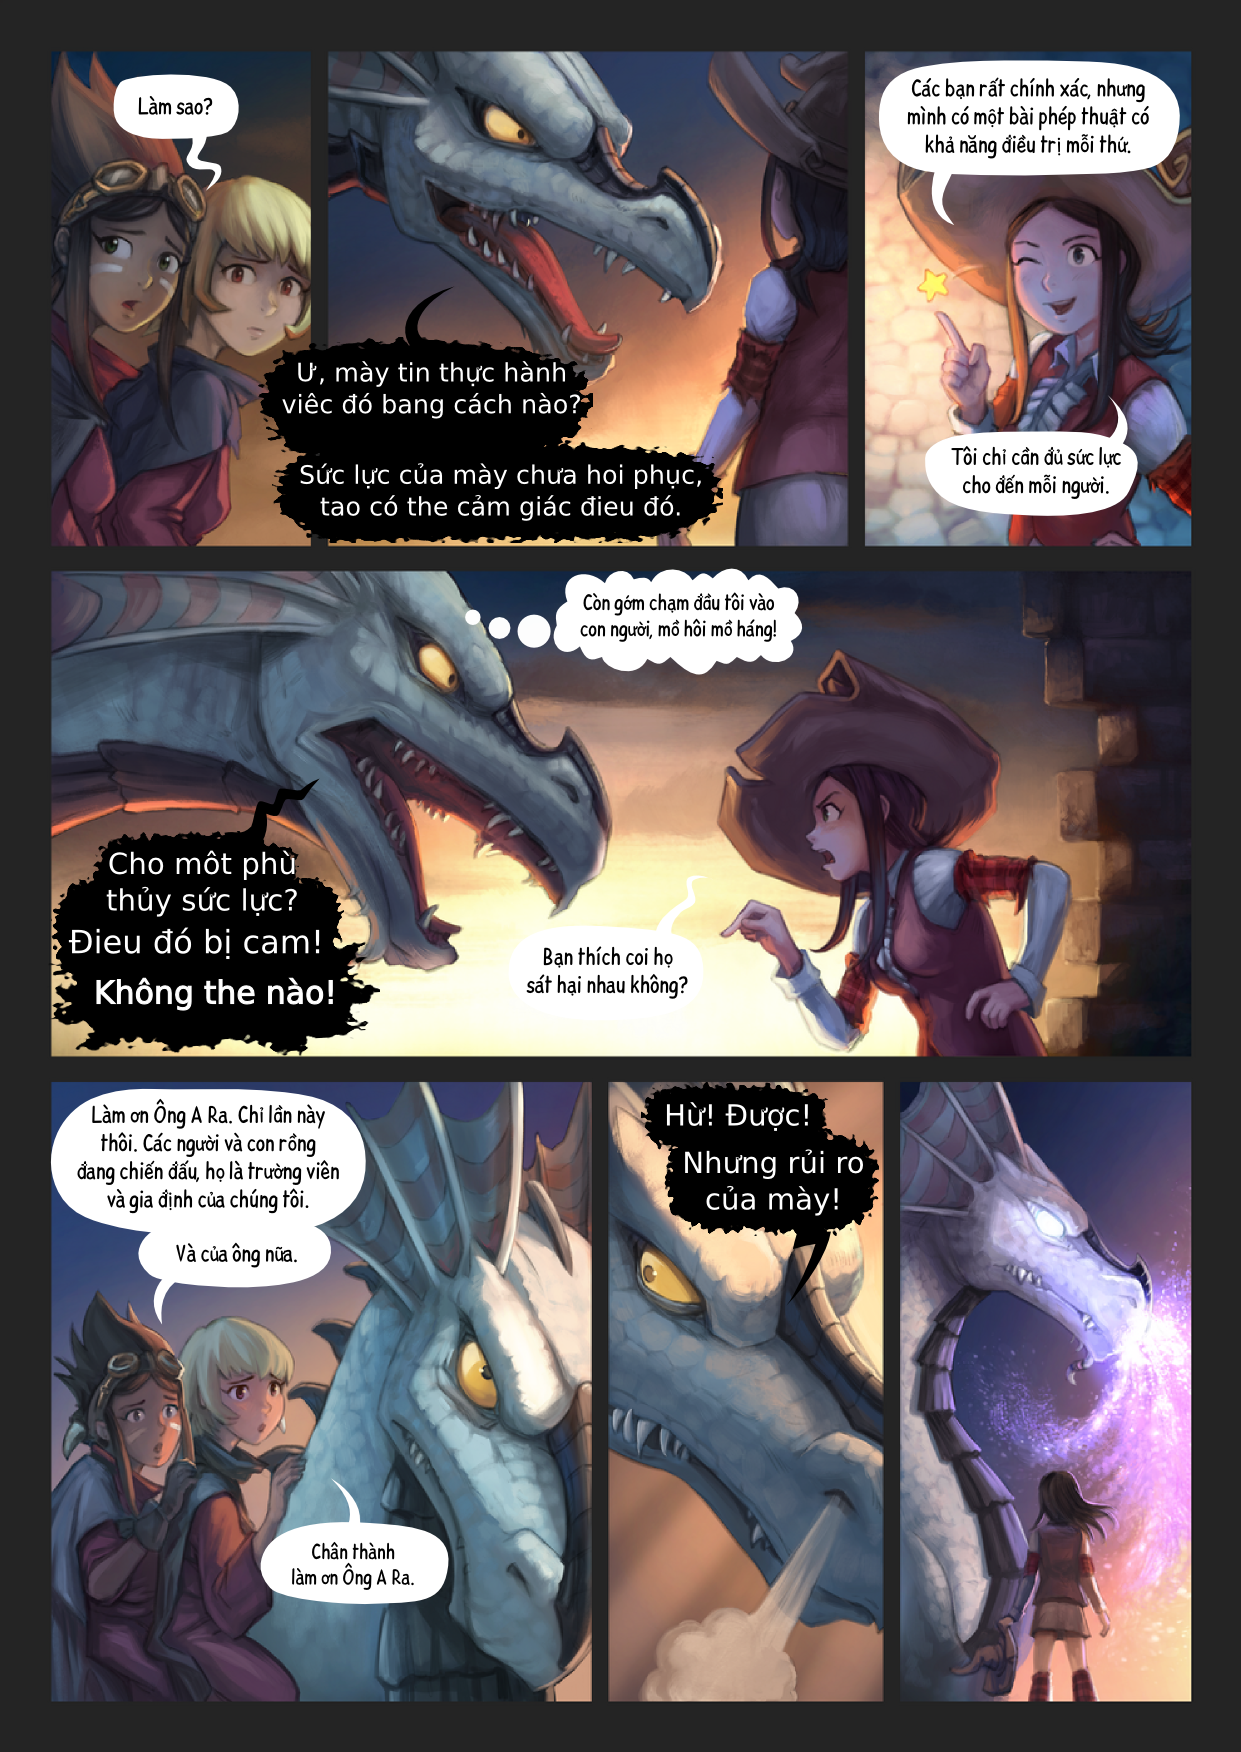 Làm sao?
Ư, mày tin thực hành
viêc đó bang cách nào?
Sức lực của mày chưa hoi phục,
tao có the cảm giác đieu đó.
Các bạn rất chính xác, nhưng
mình có một bài phép thuật có
khả năng điều trị mỗi thứ.
Tôi chỉ cần đủ sức lực
cho đến mỗi người.
Còn gớm chạm đầu tôi vào
con người, mồ hôi mồ háng!
Cho môt phù
thủy sức lực?
Đieu đó bị cam!
Không the nào!
Bạn thích coi họ
sát hại nhau không?
Làm ơn Ông A Ra. Chỉ lần này
thôi. Các người và con rồng
đang chiến đấu, họ là trường viên
và gia định của chúng tôi.
Và của ông nữa.
Chân thành
làm ơn Ông A Ra.
Hừ! Được!
Nhưng rủi ro
của mày!